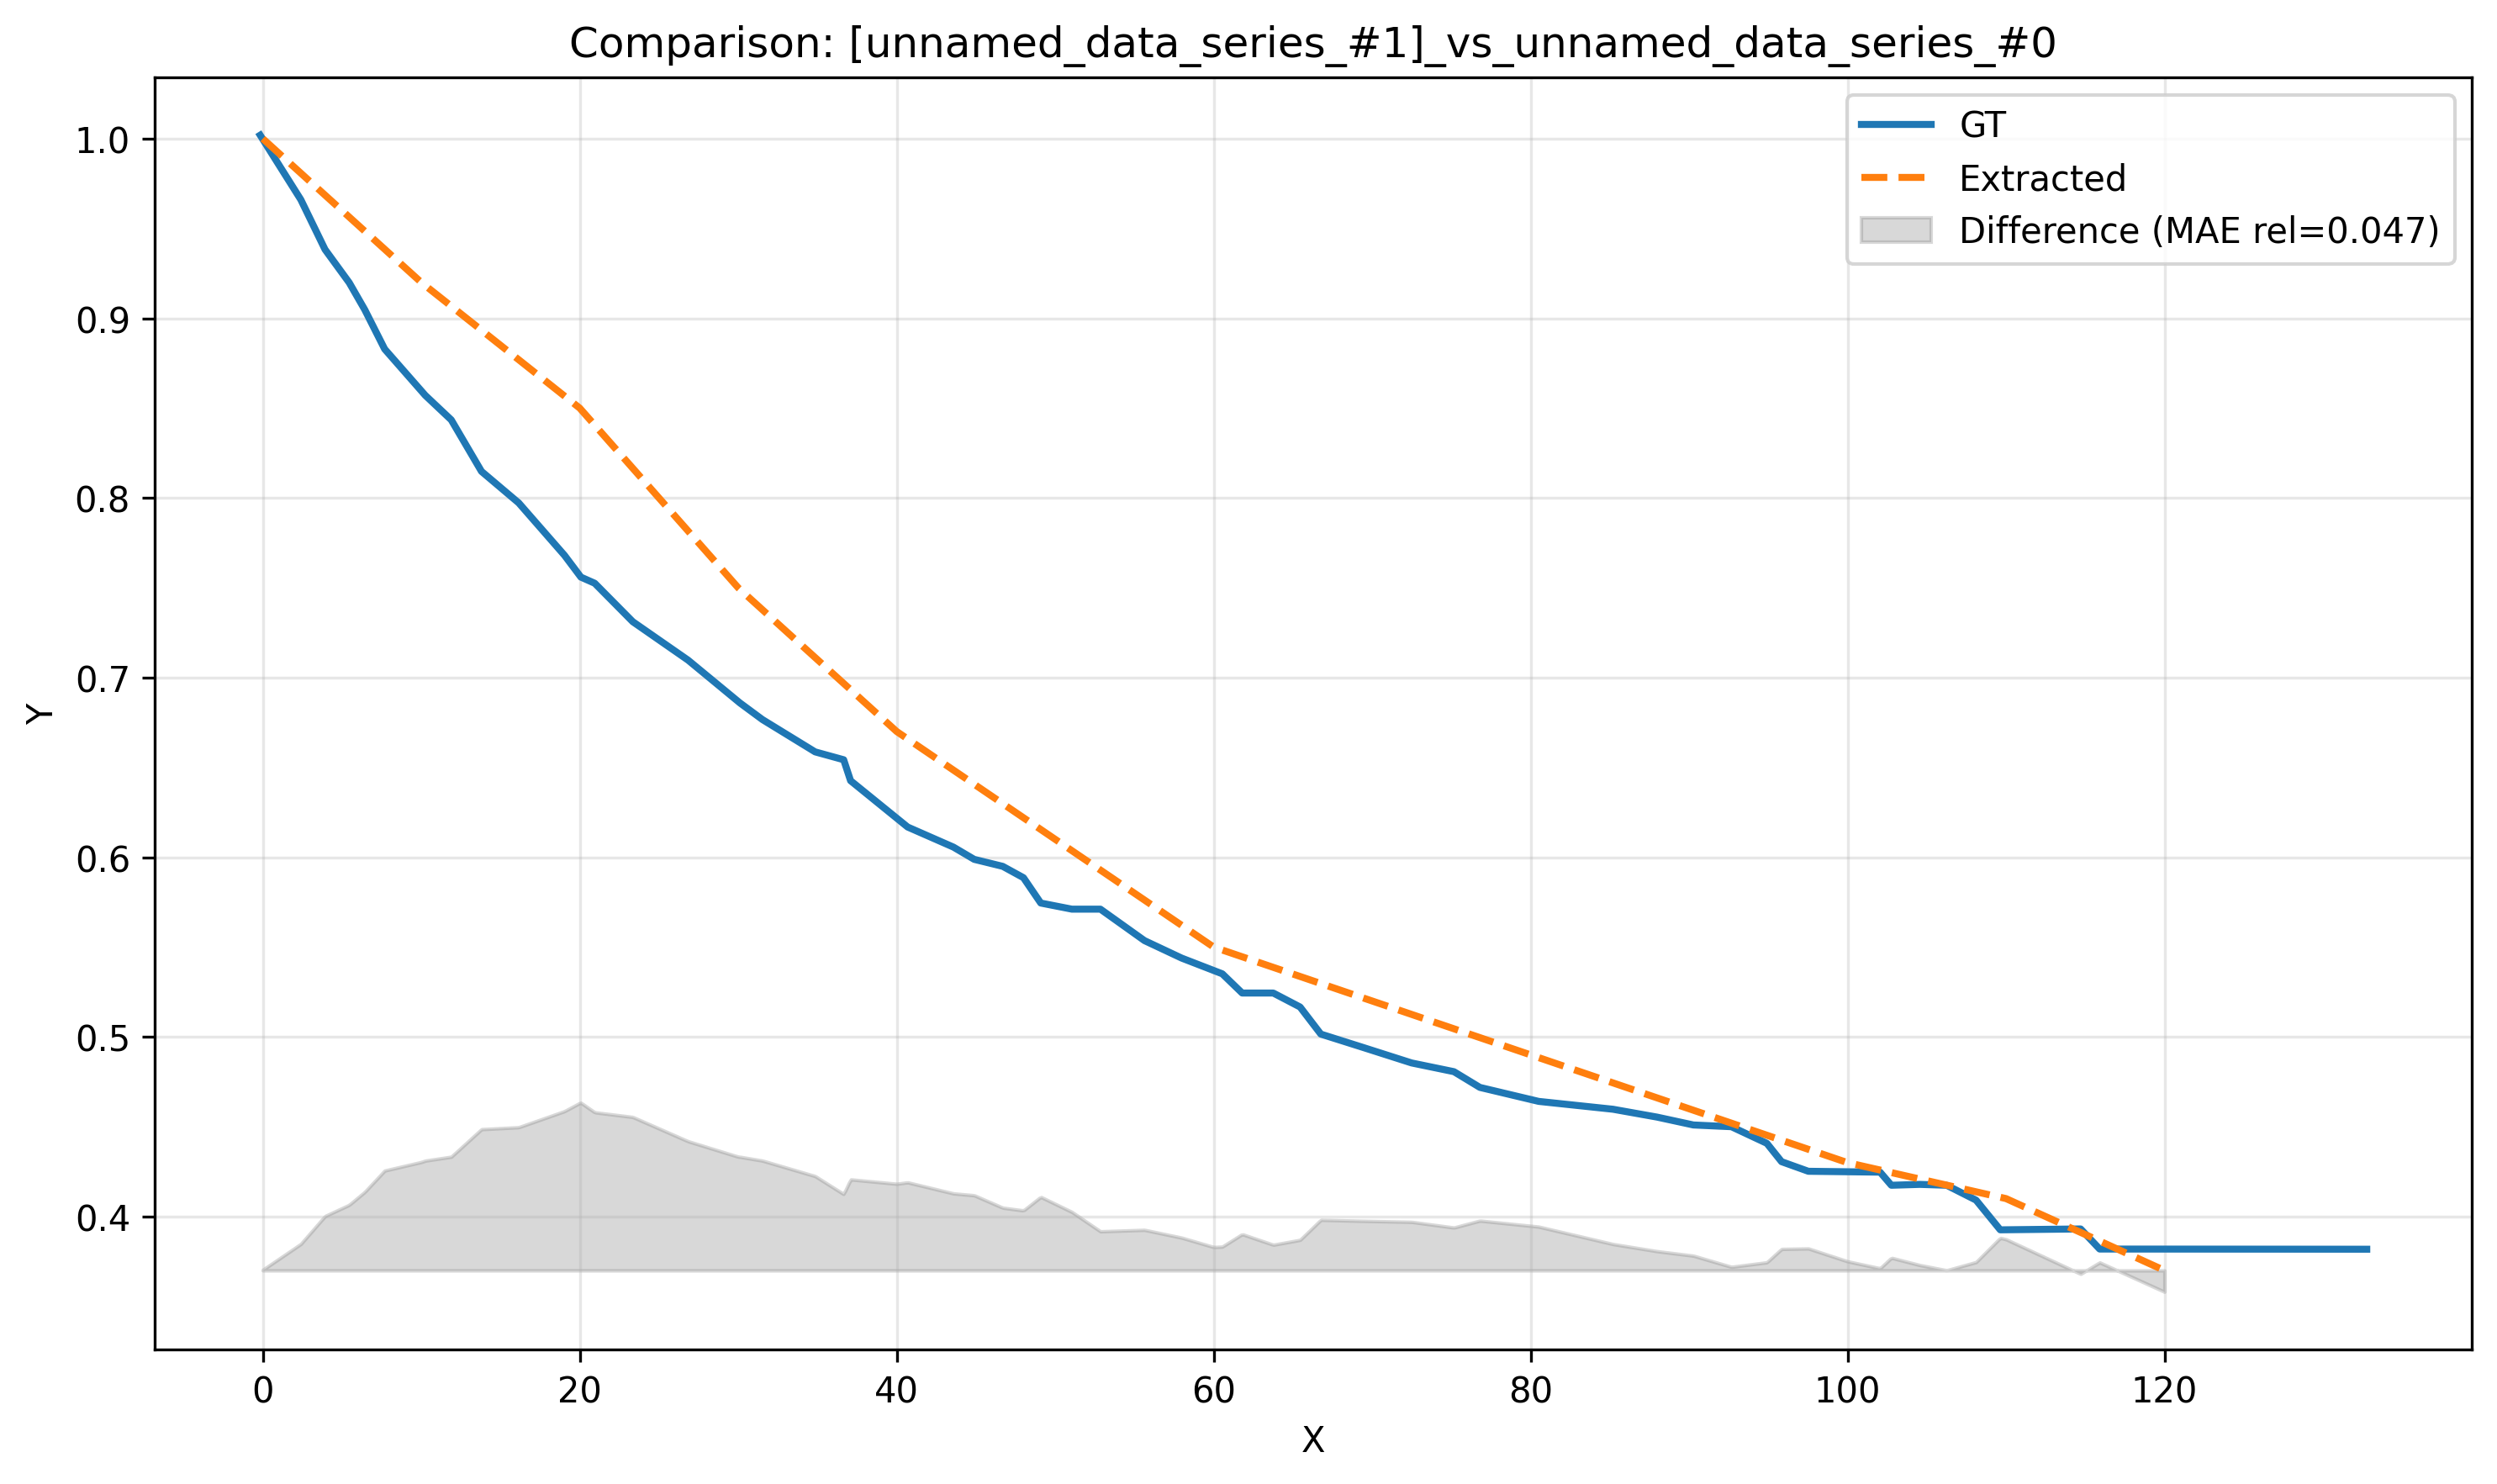 Comparison: [unnamed_data_series_#1]_vs_unnamed_data_series_#0
GT
Extracted
Difference (MAE rel=0.047)
Y
1.0
0.9
0.8
0.7
0.6
0.5
0.4
0 20 40 60 80 100 120
X